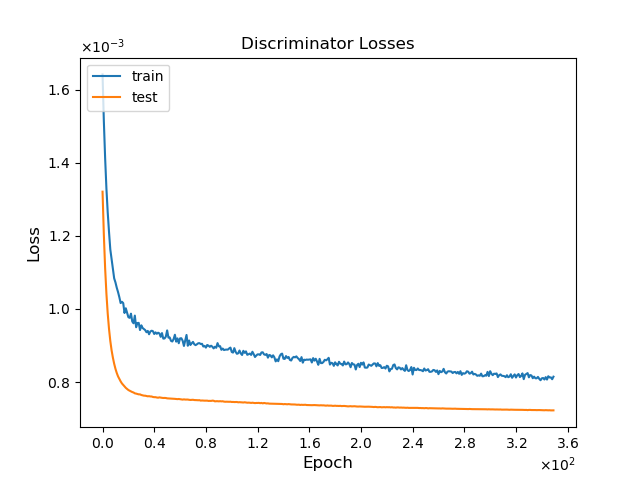 Discriminator Losses
×10⁻³
train
test
1.6
1.4
1.2
1.0
0.8
Loss
0.0 0.4 0.8 1.2 1.6 2.0 2.4 2.8 3.2 3.6
Epoch
×10²